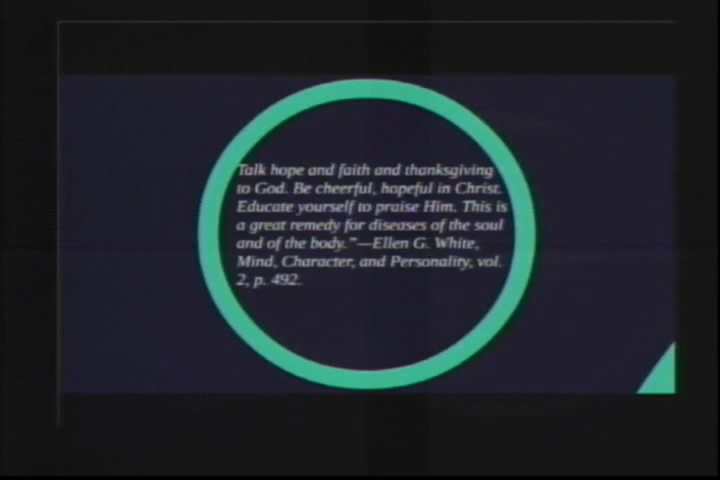 Talk hope and faith and thanksgiving
to God. Be cheerful, hopeful in Christ.
Educate yourself to praise Him. This is
a great remedy for diseases of the soul
and of the body.”—Ellen G. White,
Mind, Character, and Personality, vol.
2, p. 492.